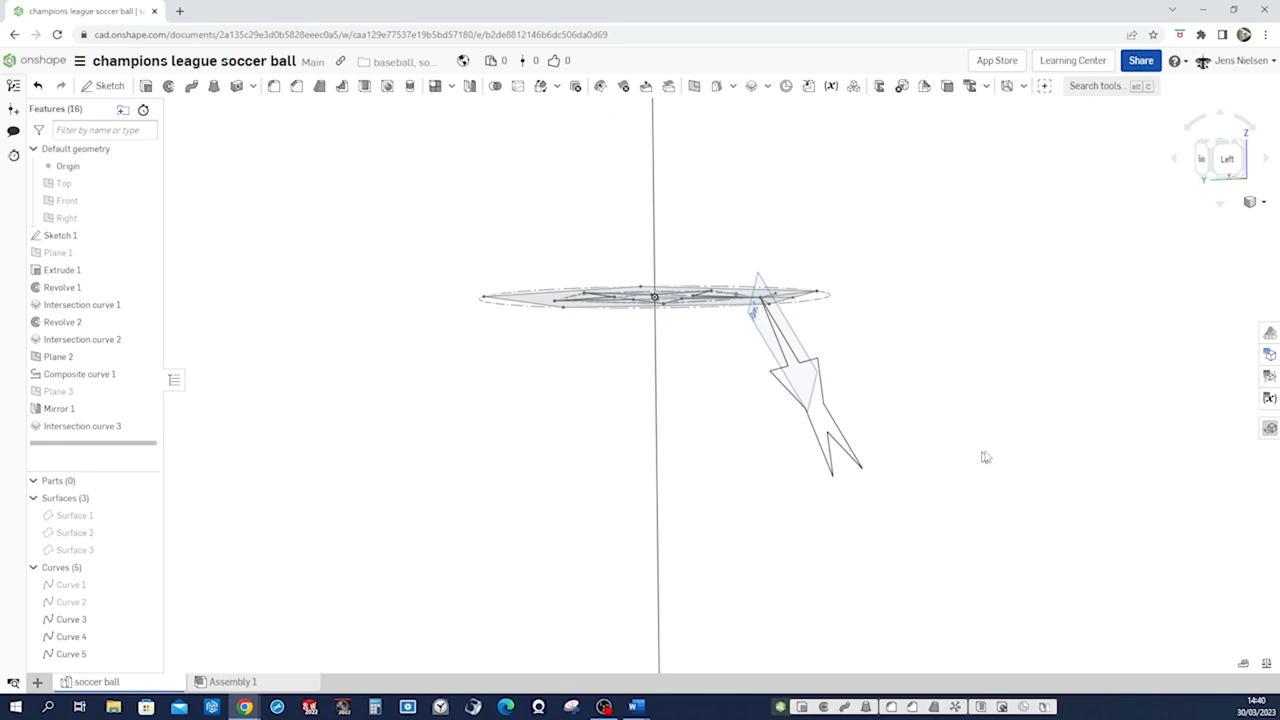 champions league soccer ball | s
cad.onshape.com/documents/2a135c29e3d0b5828eeec0a5/w/caa129e77537e19b5bd57180/e/b2de8812146b6dc506da0d69
onshape
champions league soccer ball Main
baseball, so...
0
0
0
App Store
Learning Center
Share
Jens Nielsen
Sketch
Search tools... alt C
Features (16)
Filter by name or type
Default geometry
Origin
Top
Front
Right
Sketch 1
Plane 1
Extrude 1
Revolve 1
Intersection curve 1
Revolve 2
Intersection curve 2
Plane 2
Composite curve 1
Plane 3
Mirror 1
Intersection curve 3
Parts (0)
Surfaces (3)
Surface 1
Surface 2
Surface 3
Curves (5)
Curve 1
Curve 2
Curve 3
Curve 4
Curve 5
Z
Left
Y
X
soccer ball
Assembly 1
14:40
30/03/2023